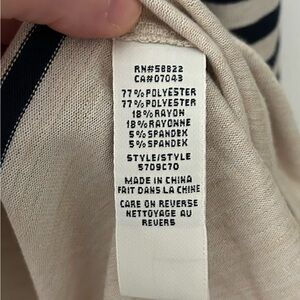 RN#58822
CA#07043
77% POLYESTER
77% POLYESTER
18% RAYON
18% RAYONNE
5% SPANDEX
5% SPANDEX
STYLE/STYLE
5709C70
MADE IN CHINA
FAIT DANS LA CHINE
CARE ON REVERSE
NETTOYAGE AU
REVERS